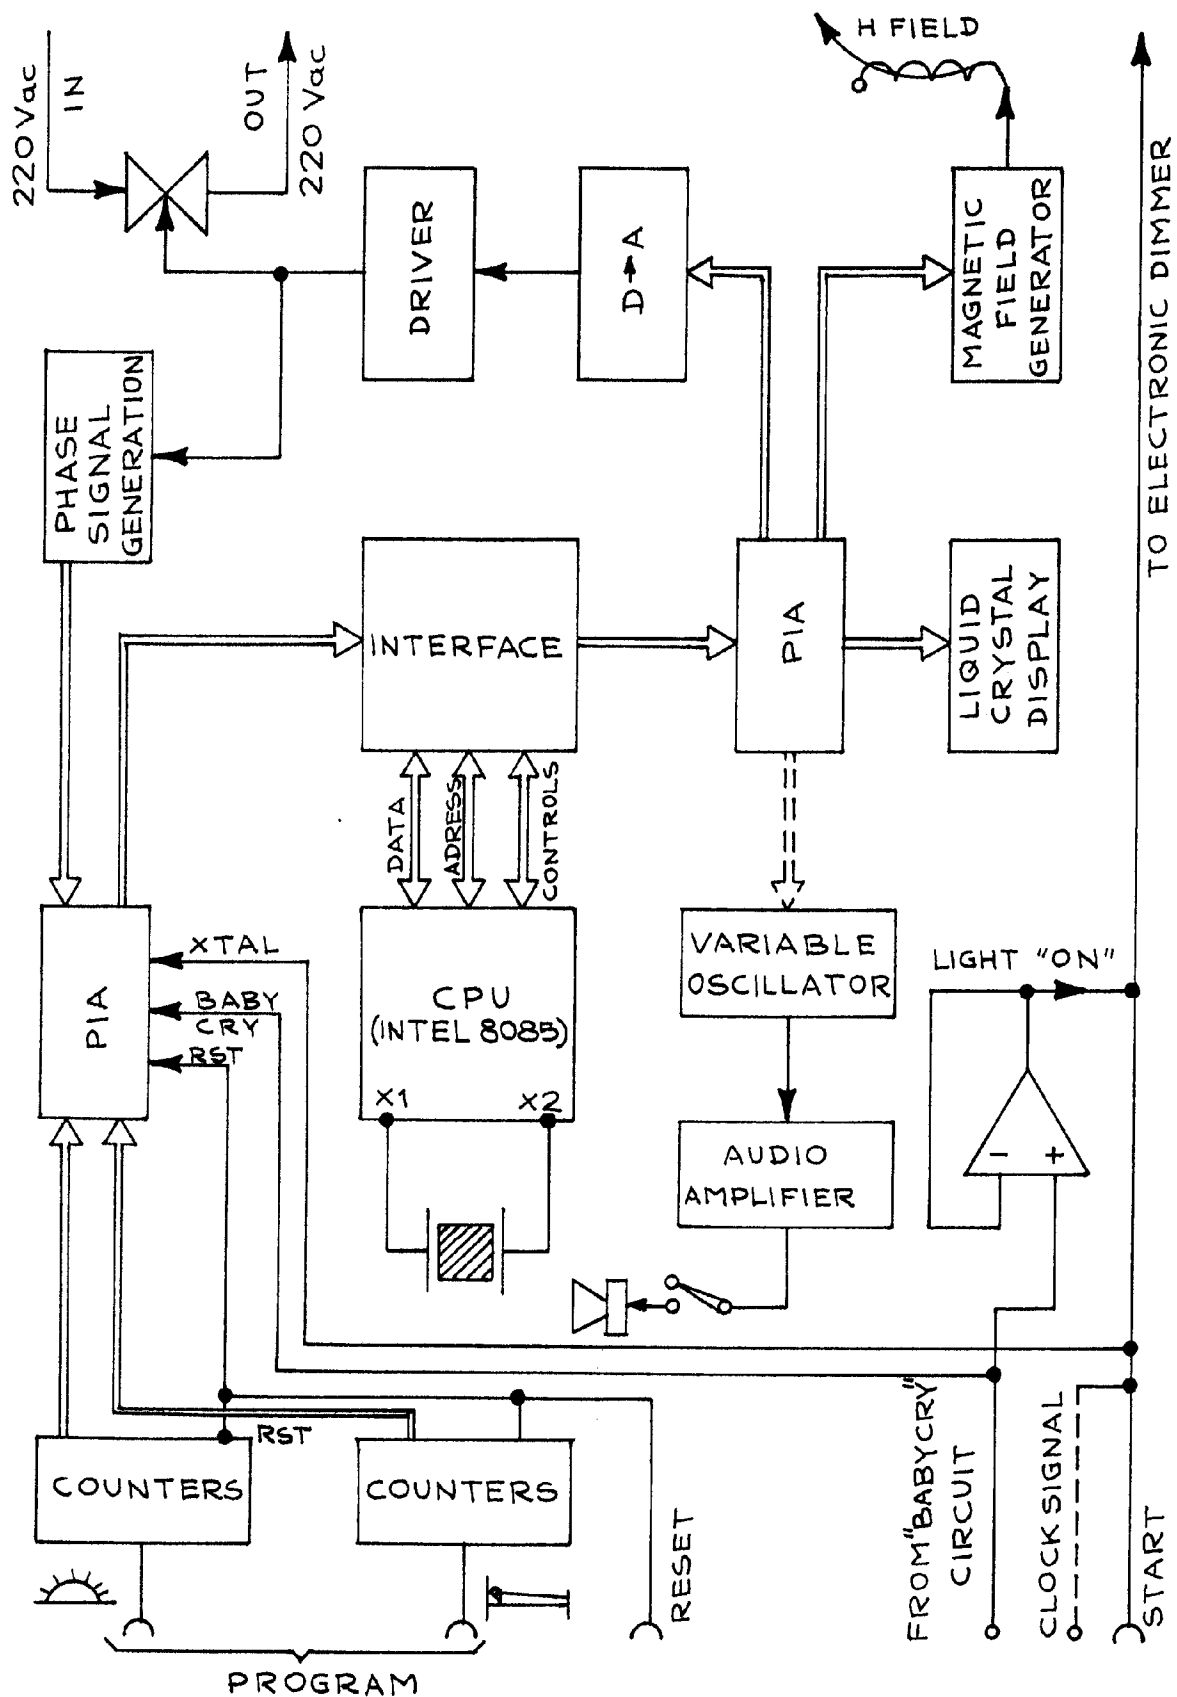 220Vac
IN
OUT
220 Vac
H FIELD
DRIVER
D→A
MAGNETIC
FIELD
GENERATOR
TO ELECTRONIC DIMMER
PHASE
SIGNAL
GENERATION
INTERFACE
PIA
LIQUID
CRYSTAL
DISPLAY
DATA
ADRESS
CONTROLS
PIA
XTAL
BABY
CRY
RST
CPU
(INTEL 8085)
X1
X2
VARIABLE
OSCILLATOR
LIGHT "ON"
AUDIO
AMPLIFIER
- +
RST
COUNTERS
COUNTERS
RESET
FROM "BABYCRY"
CIRCUIT
CLOCK SIGNAL
START
PROGRAM